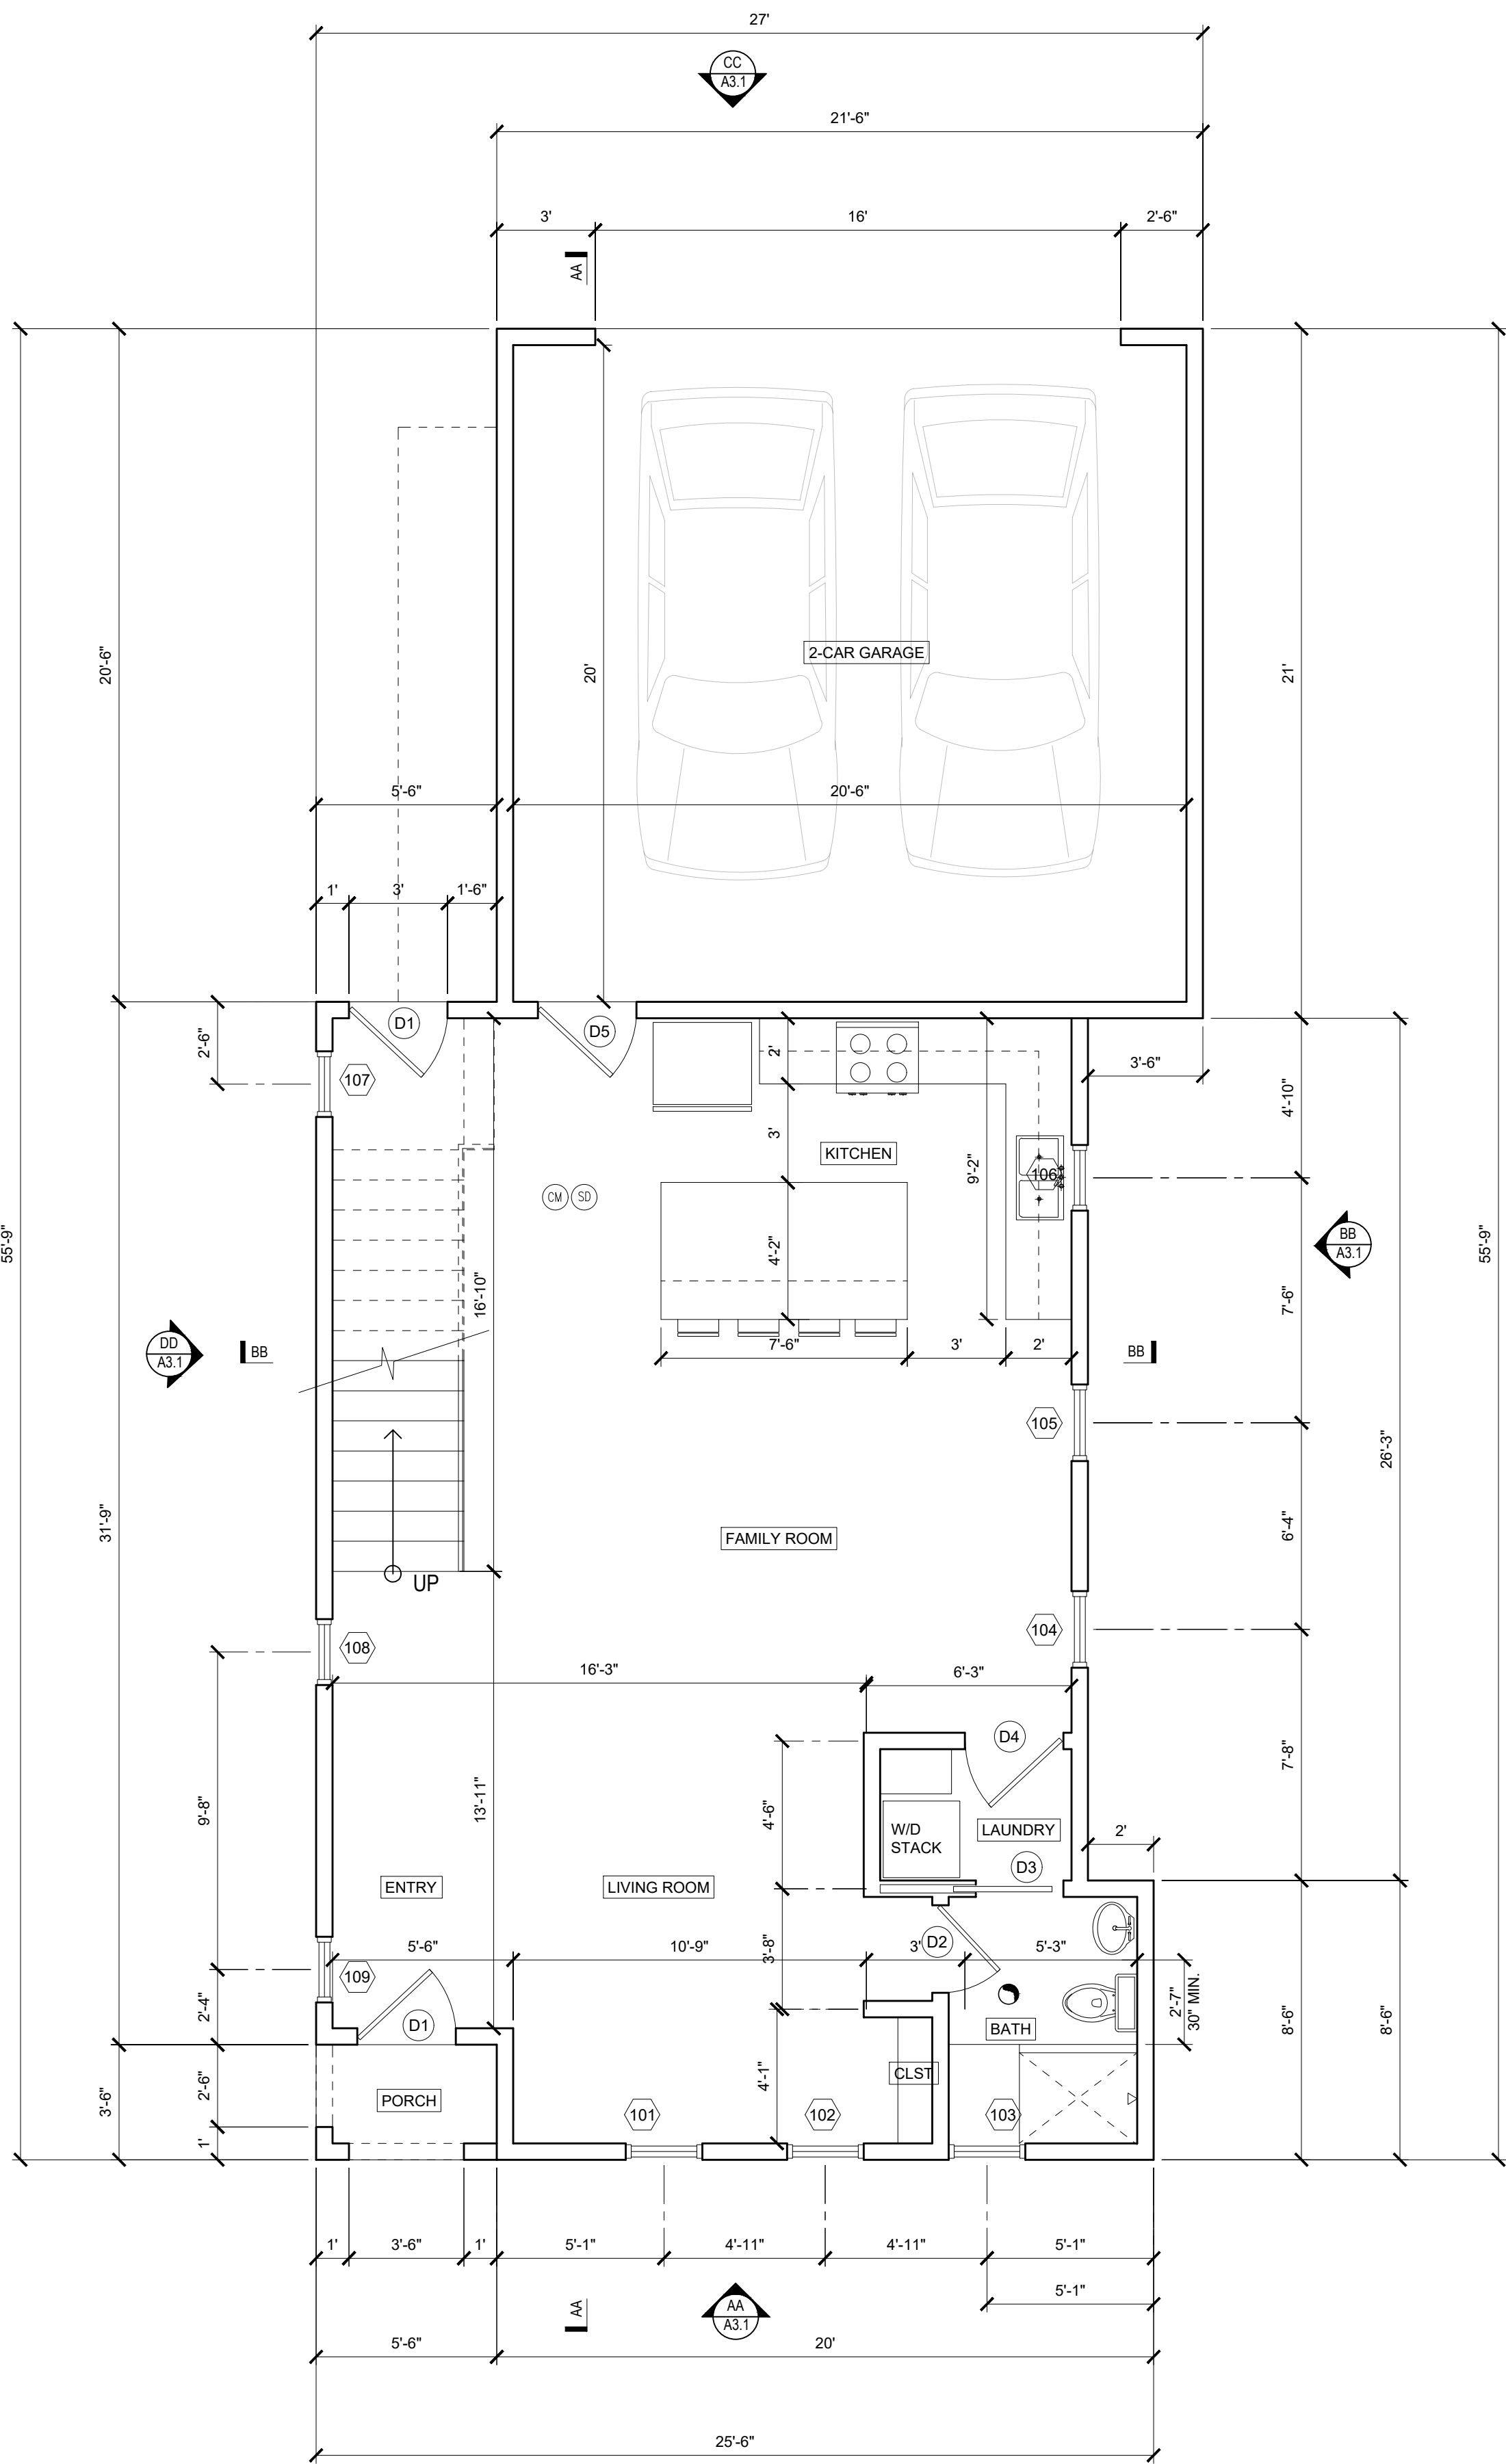 27'
CC
A3.1
21'-6"
3'
16'
2'-6"
AA
2-CAR GARAGE
20'-6"
20'
21'
5'-6"
20'-6"
1'
3'
1'-6"
D1
D5
2'-6"
107
2'
3'-6"
4'-10"
3'
KITCHEN
9'-2"
106
CM
SD
55'-9"
55'-9"
4'-2"
16'-10"
BB
A3.1
7'-6"
DD
A3.1
BB
BB
7'-6"
3'
2'
105
26'-3"
31'-9"
FAMILY ROOM
6'-4"
UP
108
104
16'-3"
6'-3"
D4
7'-8"
9'-8"
13'-11"
4'-6"
W/D
STACK
LAUNDRY
2'
D3
ENTRY
LIVING ROOM
5'-6"
10'-9"
3'-8"
3'
D2
5'-3"
109
2'-4"
D1
2'-7"
30" MIN.
BATH
8'-6"
8'-6"
3'-6"
2'-6"
PORCH
4'-1"
CLST
101
102
103
1'
1'
3'-6"
1'
5'-1"
4'-11"
4'-11"
5'-1"
5'-1"
AA
AA
A3.1
5'-6"
20'
25'-6"